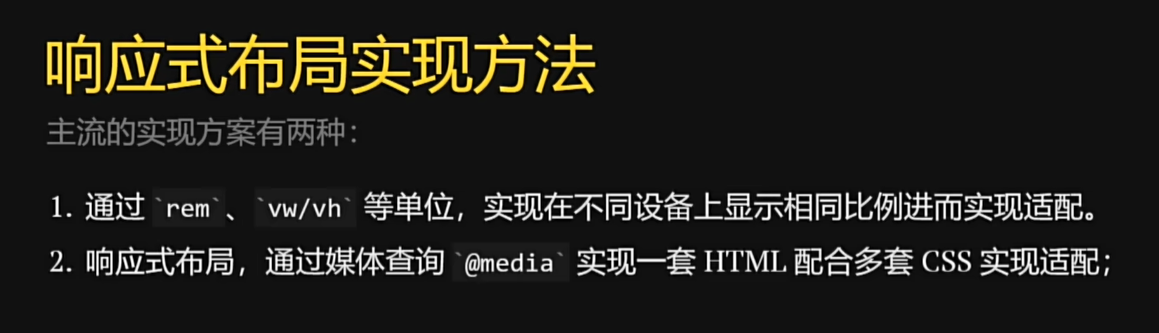 响应式布局实现方法
主流的实现方案有两种：
1. 通过 `rem`、`vw/vh` 等单位，实现在不同设备上显示相同比例进而实现适配。
2. 响应式布局，通过媒体查询 `@media` 实现一套 HTML 配合多套 CSS 实现适配；